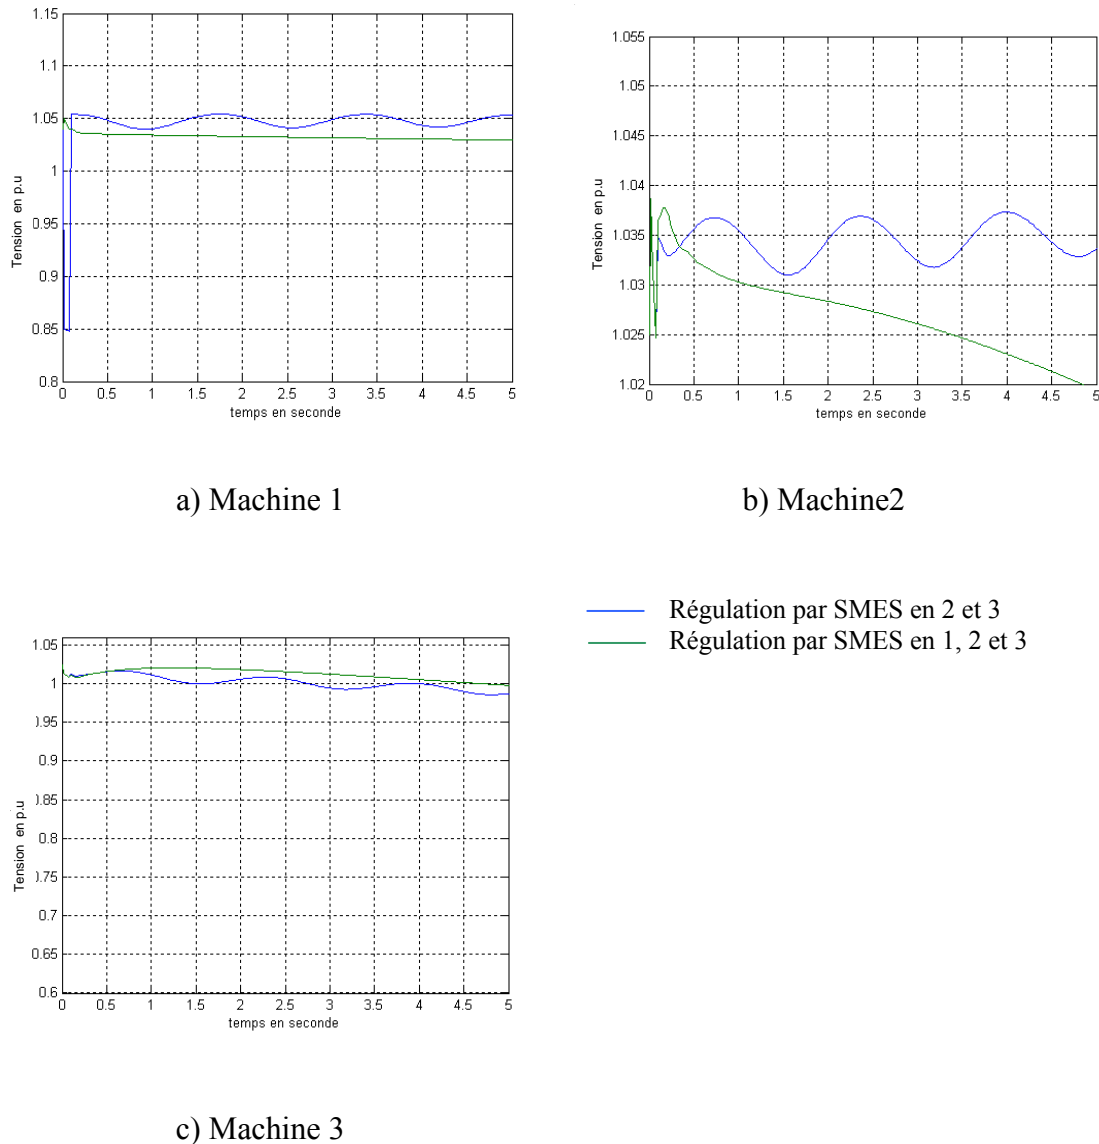 1.15
1.1
1.05
1
0.95
0.9
0.85
0.8
Tension en p.u
0 0.5 1 1.5 2 2.5 3 3.5 4 4.5 5
temps en seconde
a) Machine 1
1.055
1.05
1.045
1.04
1.035
1.03
1.025
1.02
Tension en p.u
0 0.5 1 1.5 2 2.5 3 3.5 4 4.5 5
temps en seconde
b) Machine2
1.05
1
0.95
0.9
0.85
0.8
0.75
0.7
0.65
0.6
Tension en p.u
0 0.5 1 1.5 2 2.5 3 3.5 4 4.5 5
temps en seconde
Régulation par SMES en 2 et 3
Régulation par SMES en 1, 2 et 3
c) Machine 3